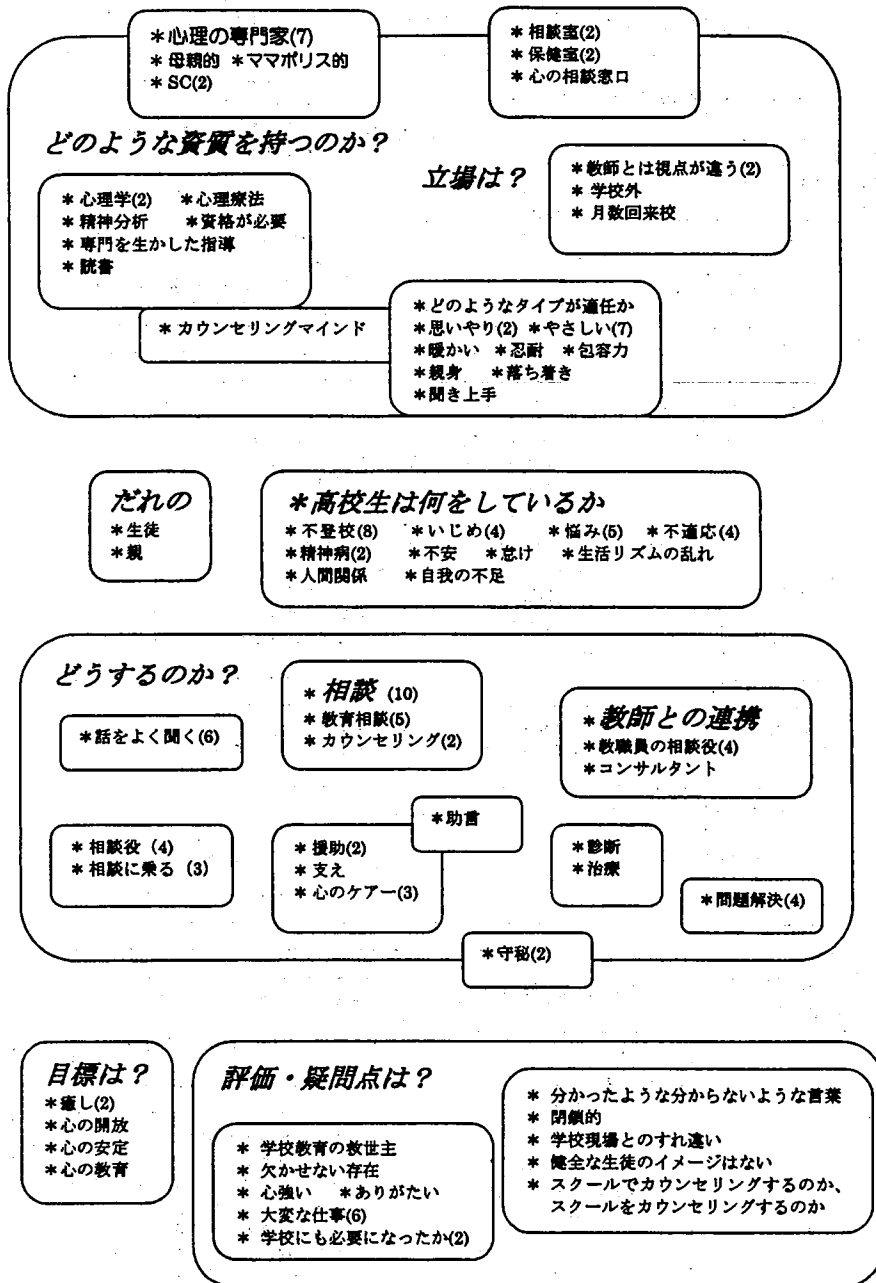 ＊心理の専門家(7)
＊母親的 ＊ママポリス的
＊SC(2)
＊相談室(2)
＊保健室(2)
＊心の相談窓口
どのような資質を持つのか？
立場は？
＊教師とは視点が違う(2)
＊学校外
＊月数回来校
＊心理学(2) ＊心理療法
＊精神分析 ＊資格が必要
＊専門を生かした指導
＊読書
＊カウンセリングマインド
＊どのようなタイプが適任か
＊思いやり(2) ＊やさしい(7)
＊暖かい ＊忍耐 ＊包容力
＊親身 ＊落ち着き
＊聞き上手
だれの
＊生徒
＊親
＊高校生は何をしているか
＊不登校(8) ＊いじめ(4) ＊悩み(5) ＊不適応(4)
＊精神病(2) ＊不安 ＊怠け ＊生活リズムの乱れ
＊人間関係 ＊自我の不足
どうするのか？
＊相談 (10)
＊教育相談(5)
＊カウンセリング(2)
＊話をよく聞く(6)
＊教師との連携
＊教職員の相談役(4)
＊コンサルタント
＊相談役 (4)
＊相談に乗る (3)
＊援助(2)
＊支え
＊心のケアー(3)
＊助言
＊診断
＊治療
＊問題解決(4)
＊守秘(2)
目標は？
＊癒し(2)
＊心の開放
＊心の安定
＊心の教育
評価・疑問点は？
＊ 学校教育の救世主
＊ 欠かせない存在
＊ 心強い ＊ありがたい
＊ 大変な仕事(6)
＊ 学校にも必要になったか(2)
＊ 分かったような分からないような言葉
＊ 閉鎖的
＊ 学校現場とのすれ違い
＊ 健全な生徒のイメージはない
＊ スクールでカウンセリングするのか、
スクールをカウンセリングするのか